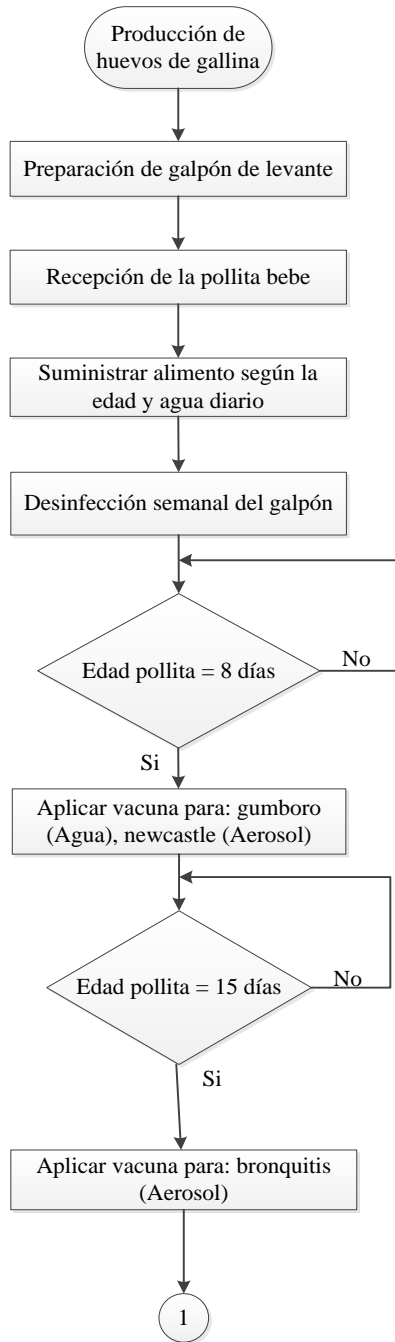 Producción de
huevos de gallina
Preparación de galpón de levante
Recepción de la pollita bebe
Suministrar alimento según la
edad y agua diario
Desinfección semanal del galpón
Edad pollita = 8 días
No
Si
Aplicar vacuna para: gumboro
(Agua), newcastle (Aerosol)
Edad pollita = 15 días
No
Si
Aplicar vacuna para: bronquitis
(Aerosol)
1